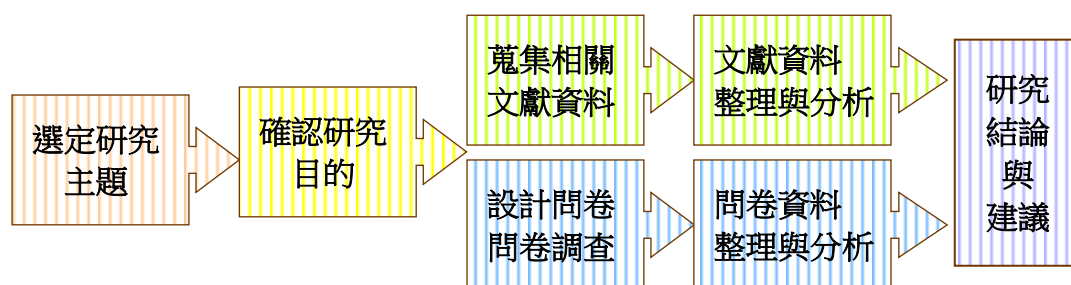 選定研究
主題
確認研究
目的
蒐集相關
文獻資料
文獻資料
整理與分析
設計問卷
問卷調查
問卷資料
整理與分析
研究
結論
與
建議